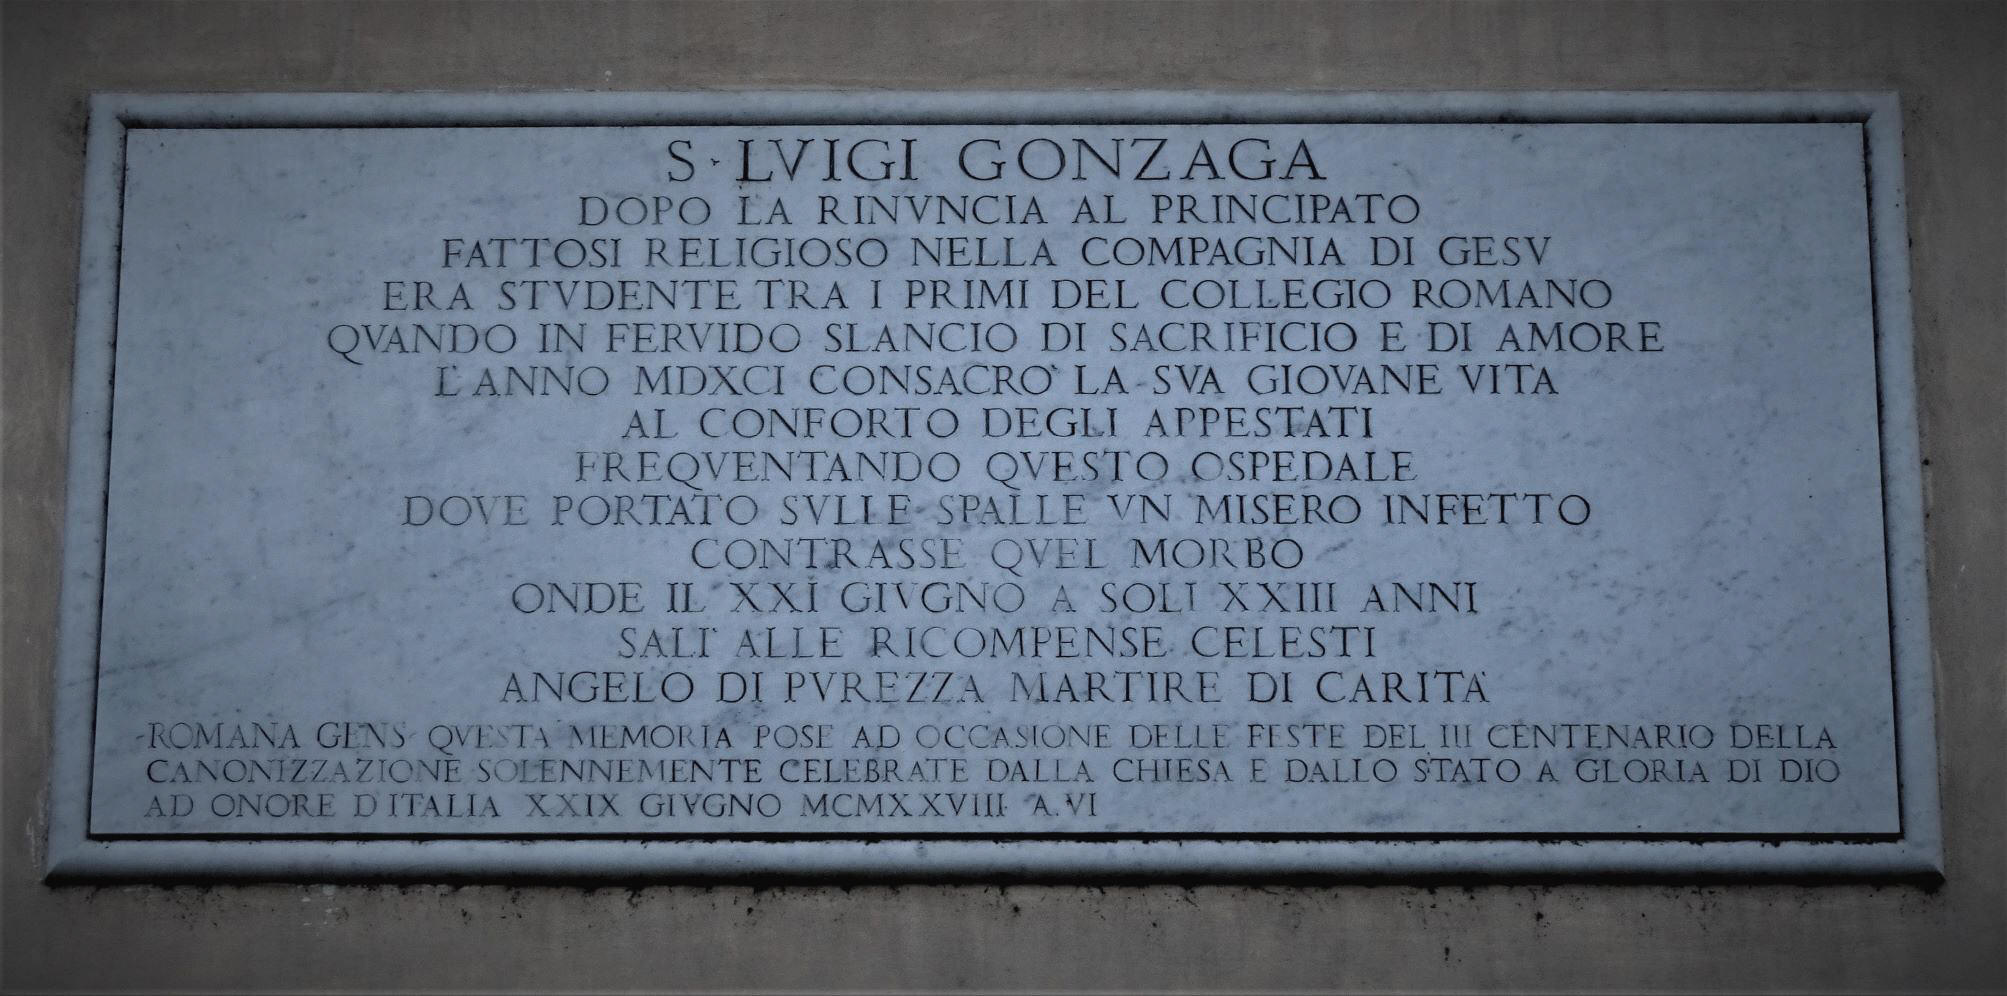 S · LVIGI GONZAGA
DOPO LA RINVNCIA AL PRINCIPATO
FATTOSI RELIGIOSO NELLA COMPAGNIA DI GESV
ERA STVDENTE TRA I PRIMI DEL COLLEGIO ROMANO
QVANDO IN FERVIDO SLANCIO DI SACRIFICIO E DI AMORE
L'ANNO MDXCI CONSACRO' LA SVA GIOVANE VITA
AL CONFORTO DEGLI APPESTATI
FREQVENTANDO QVESTO OSPEDALE
DOVE PORTATO SVLLE SPALLE VN MISERO INFETTO
CONTRASSE QVEL MORBO
ONDE IL XXI GIVGNO A SOLI XXIII ANNI
SALI' ALLE RICOMPENSE CELESTI
ANGELO DI PVREZZA MARTIRE DI CARITÀ
-ROMANA GENS- QVESTA MEMORIA POSE AD OCCASIONE DELLE FESTE DEL III CENTENARIO DELLA
CANONIZZAZIONE SOLENNEMENTE CELEBRATE DALLA CHIESA E DALLO STATO A GLORIA DI DIO
AD ONORE D'ITALIA XXIX GIVGNO MCMXXVIII A. VI